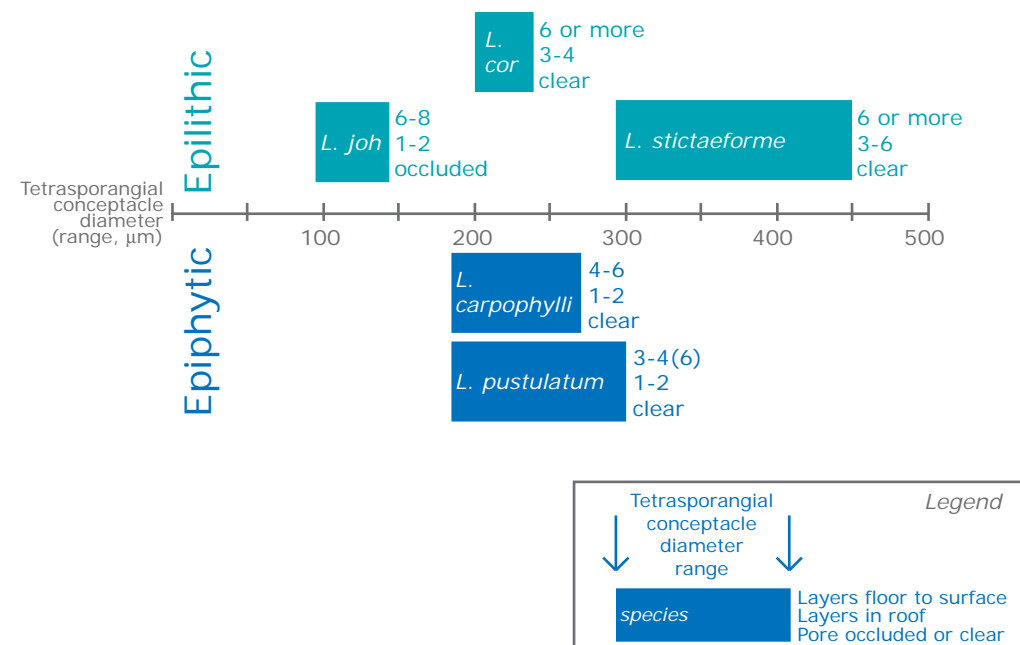 Epilithic
L.
cor
6 or more
3-4
clear
L. joh
6-8
1-2
occluded
L. stictaeforme
6 or more
3-6
clear
Tetrasporangial
conceptacle
diameter
(range, µm)
100
200
300
400
500
Epiphytic
L.
carpophylli
4-6
1-2
clear
L. pustulatum
3-4(6)
1-2
clear
Legend
Tetrasporangial
conceptacle
diameter
range
species
Layers floor to surface
Layers in roof
Pore occluded or clear